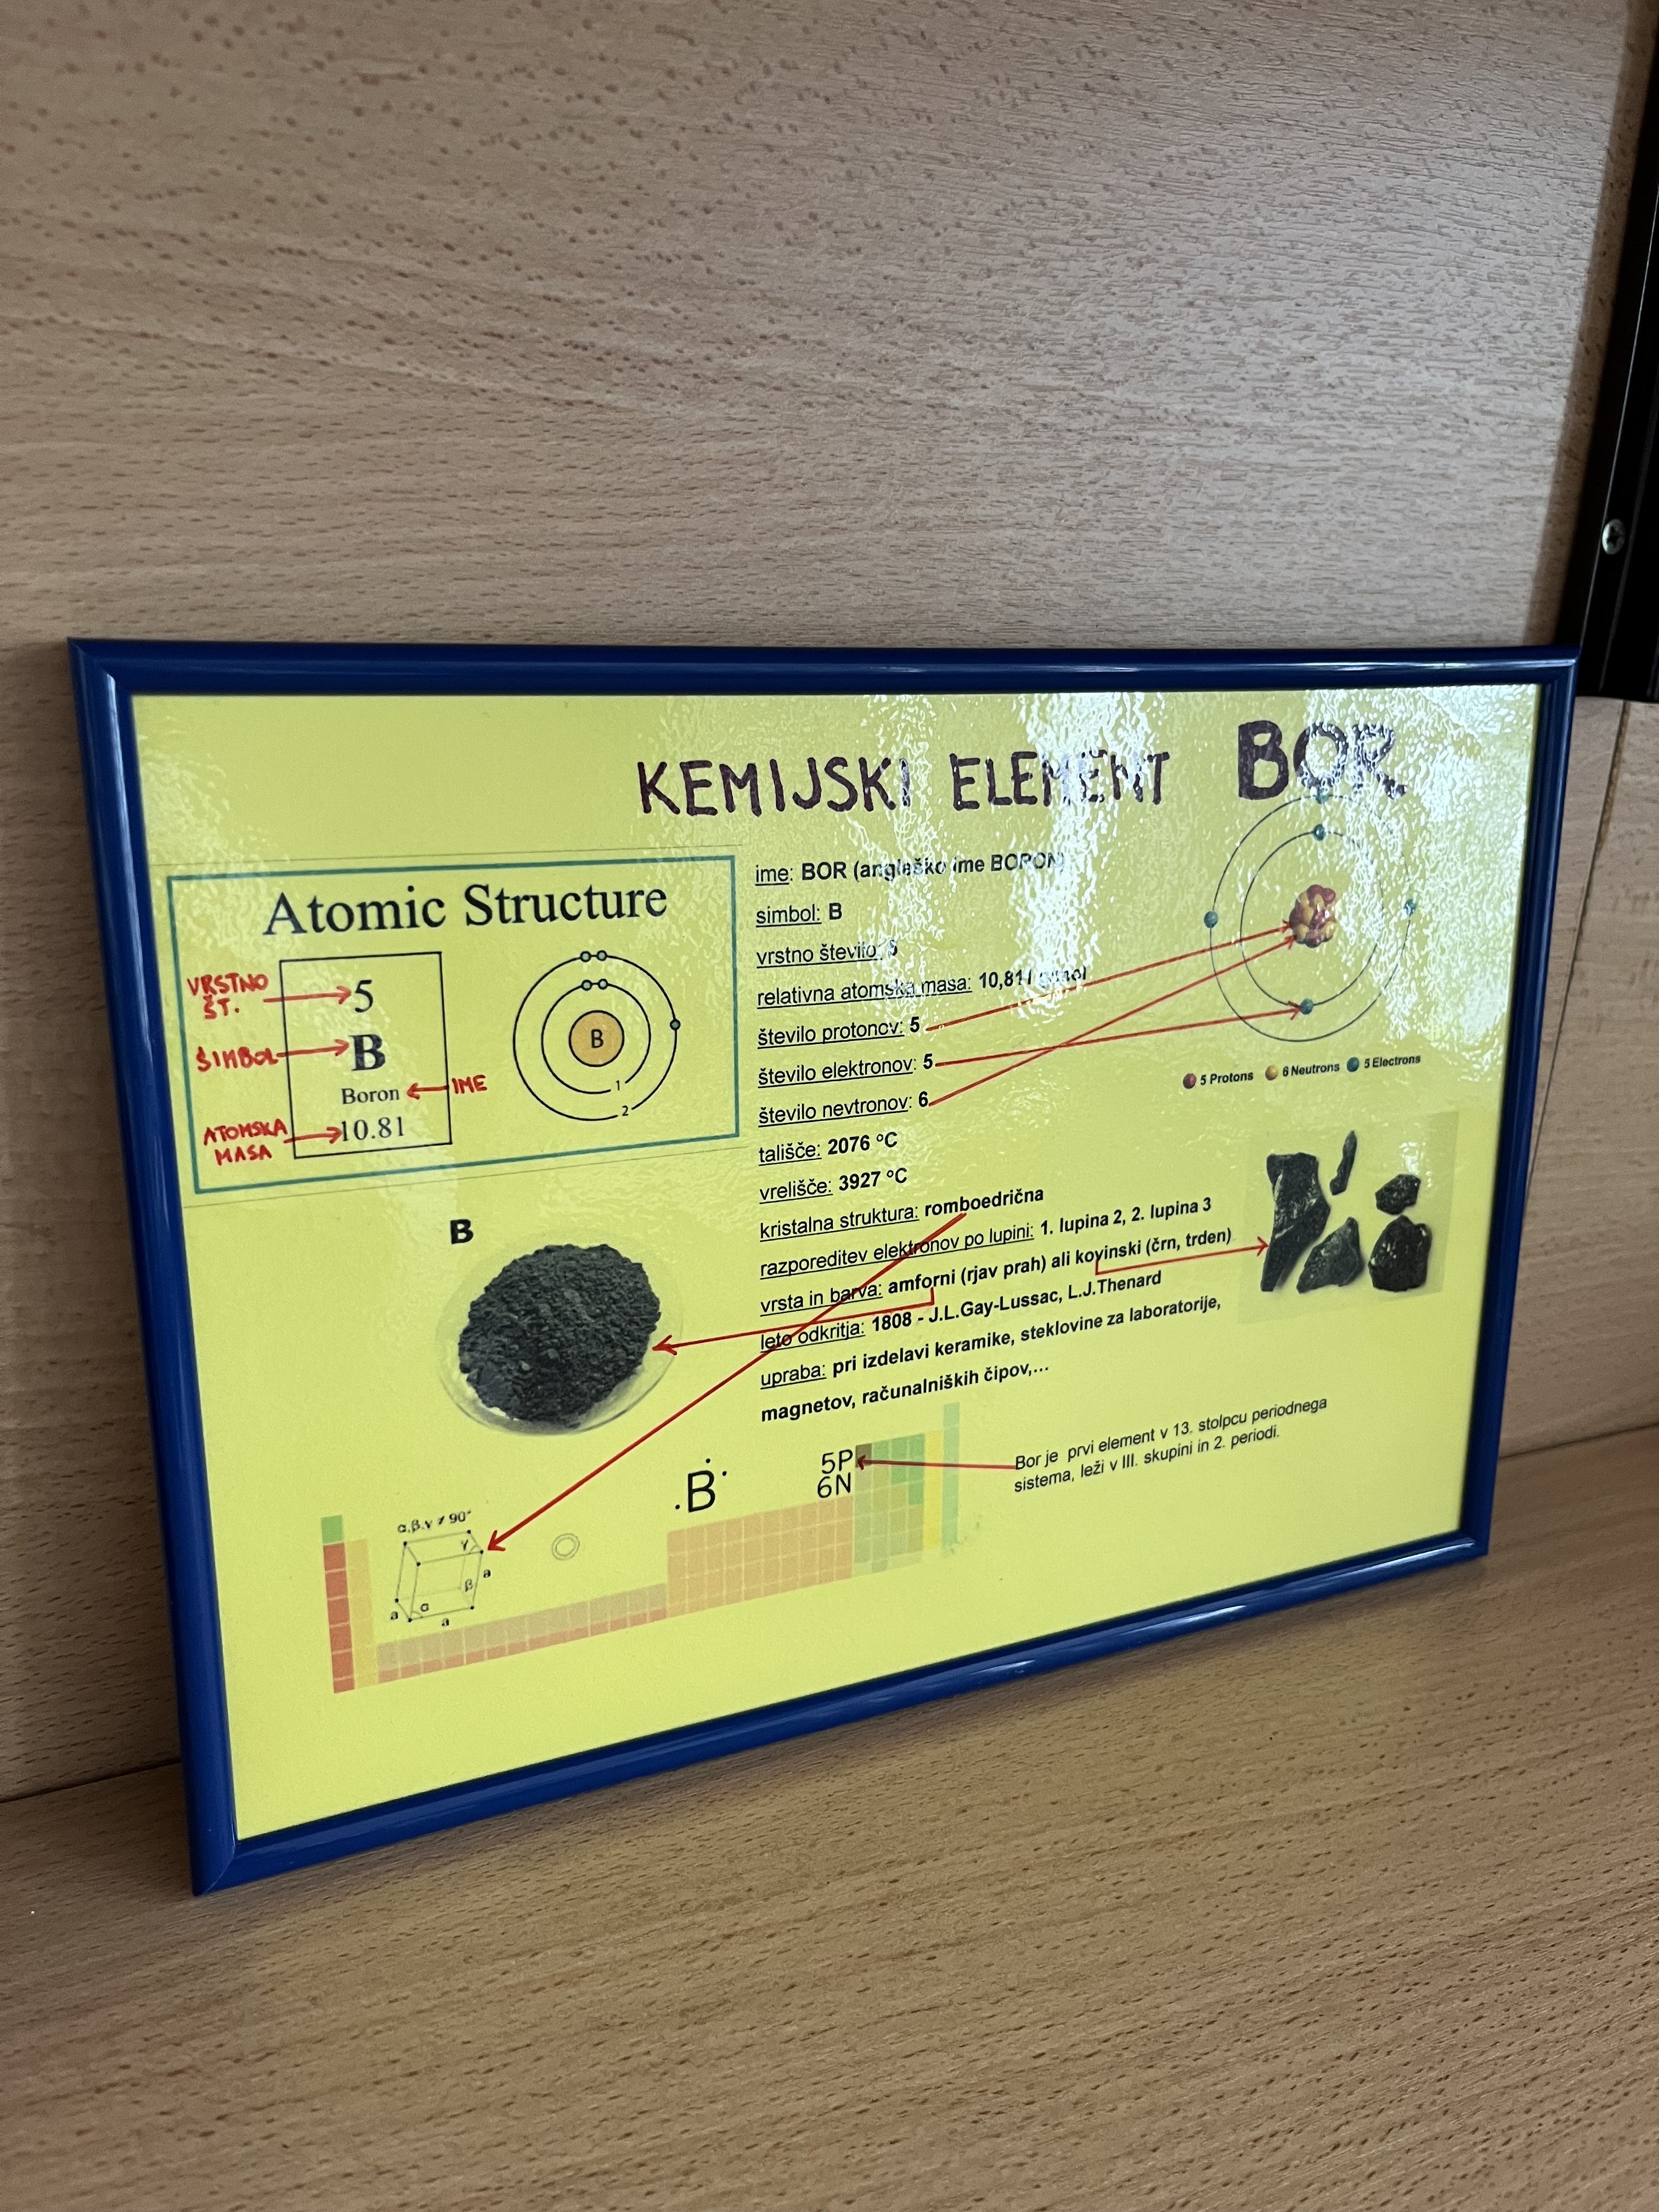 KEMIJSKI ELEMENT BOR
Atomic Structure
VRSTNO
ŠT.
5
SIMBOL
B
Boron
IME
ATOMSKA
MASA
10.81
B
1
2
ime: BOR (angleško ime BORON)
simbol: B
vrstno število: 5
relativna atomska masa: 10,81
število protonov: 5
število elektronov: 5
število nevtronov: 6
tališče: 2076 °C
vrelišče: 3927 °C
kristalna struktura: romboedrična
razporeditev elektronov po lupini: 1. lupina 2, 2. lupina 3
vrsta in barva: amforni (rjav prah) ali kovinski (črn, trden)
leto odkritja: 1808 - J.L.Gay-Lussac, L.J.Thenard
upraba: pri izdelavi keramike, steklovine za laboratorije,
magnetov, računalniških čipov,...
5 Protons 6 Neutrons 5 Electrons
B
B
5P
6N
Bor je prvi element v 13. stolpcu periodnega
sistema, leži v III. skupini in 2. periodi.
α,β,γ ≠ 90°
γ
a
β
a
α
a